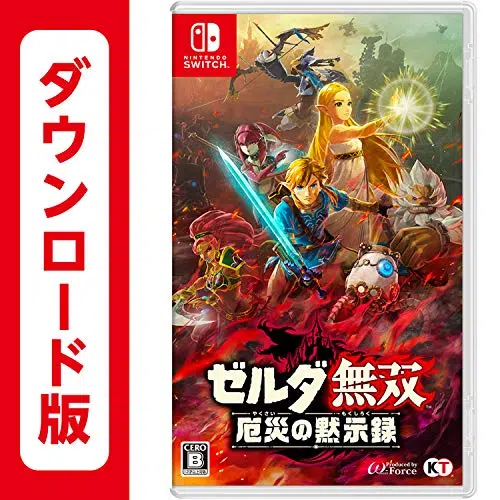 ダウンロード版
NINTENDO
SWITCH
ゼルダ無双
やくさい もくしろく
厄災の黙示録
TM
CERO
B
Produced by
ω-Force
KT